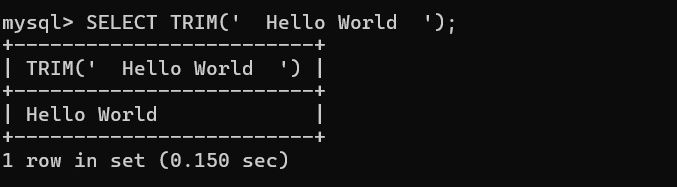 mysql> SELECT TRIM('  Hello World  ');
+-------------------------+
| TRIM('  Hello World  ') |
+-------------------------+
| Hello World             |
+-------------------------+
1 row in set (0.150 sec)